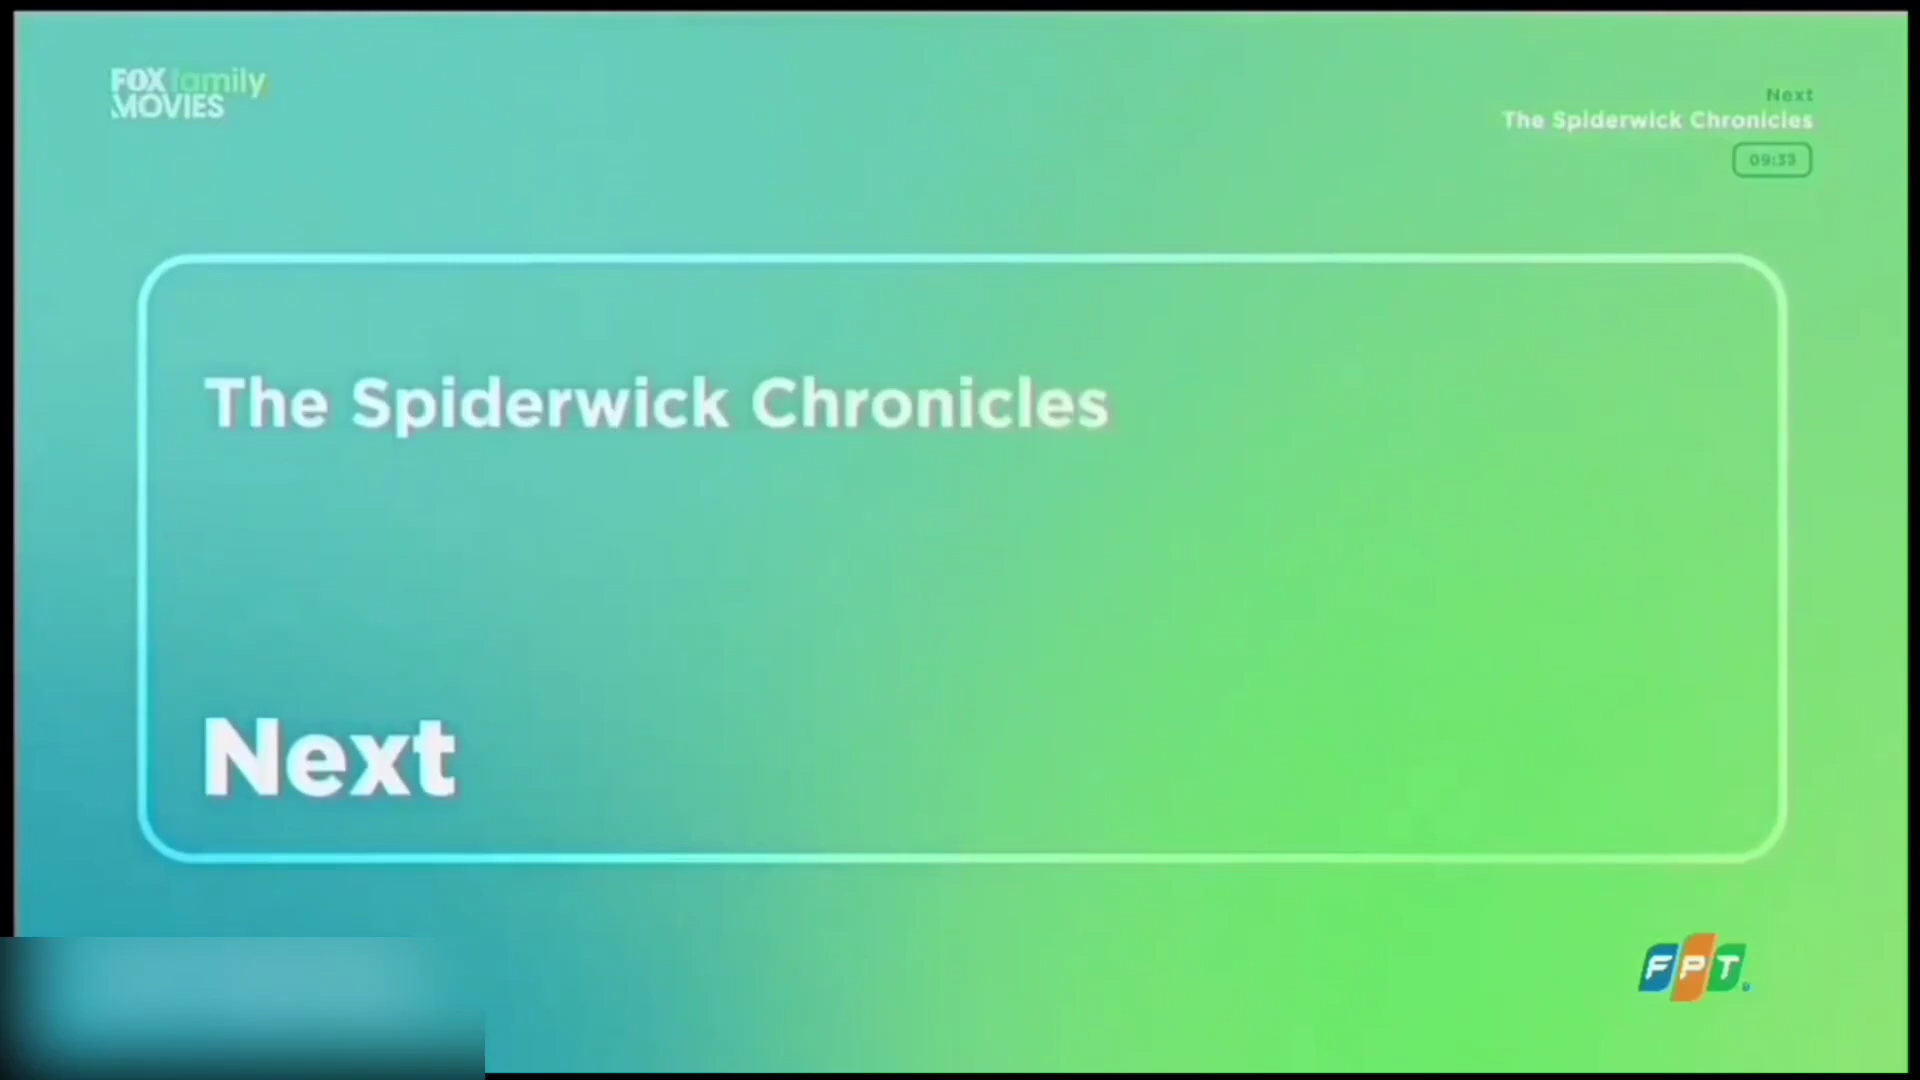 FOX family
MOVIES
Next
The Spiderwick Chronicles
09:33
The Spiderwick Chronicles
Next
FPT